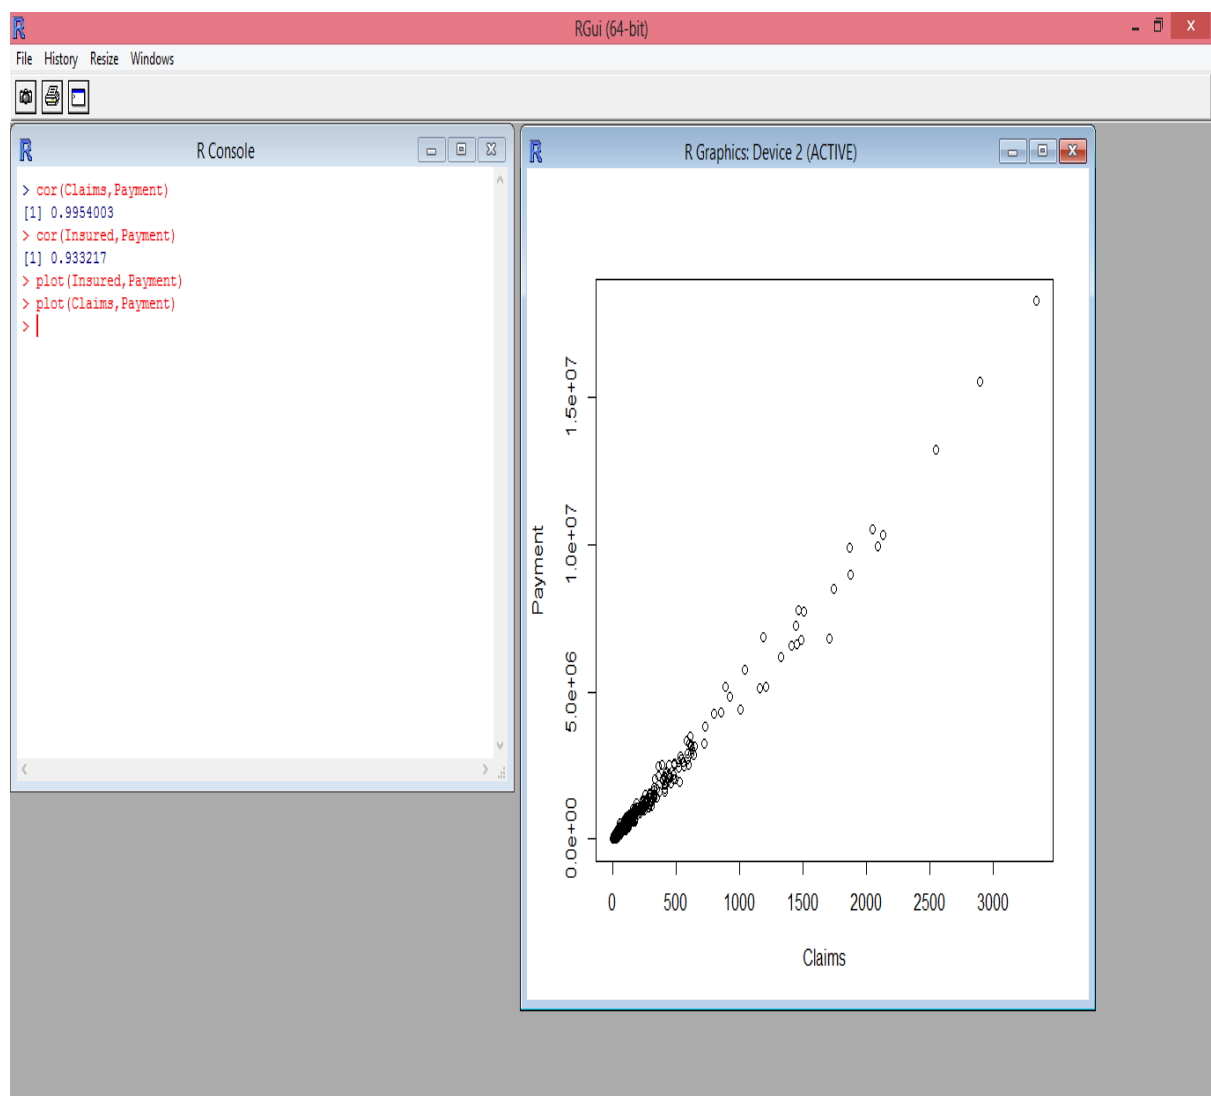 RGui (64-bit)
File History Resize Windows
R Console
> cor(Claims,Payment)
[1] 0.9954003
> cor(Insured,Payment)
[1] 0.933217
> plot(Insured,Payment)
> plot(Claims,Payment)
>
R Graphics: Device 2 (ACTIVE)
1.5e+07
1.0e+07
Payment
5.0e+06
0.0e+00
0 500 1000 1500 2000 2500 3000
Claims